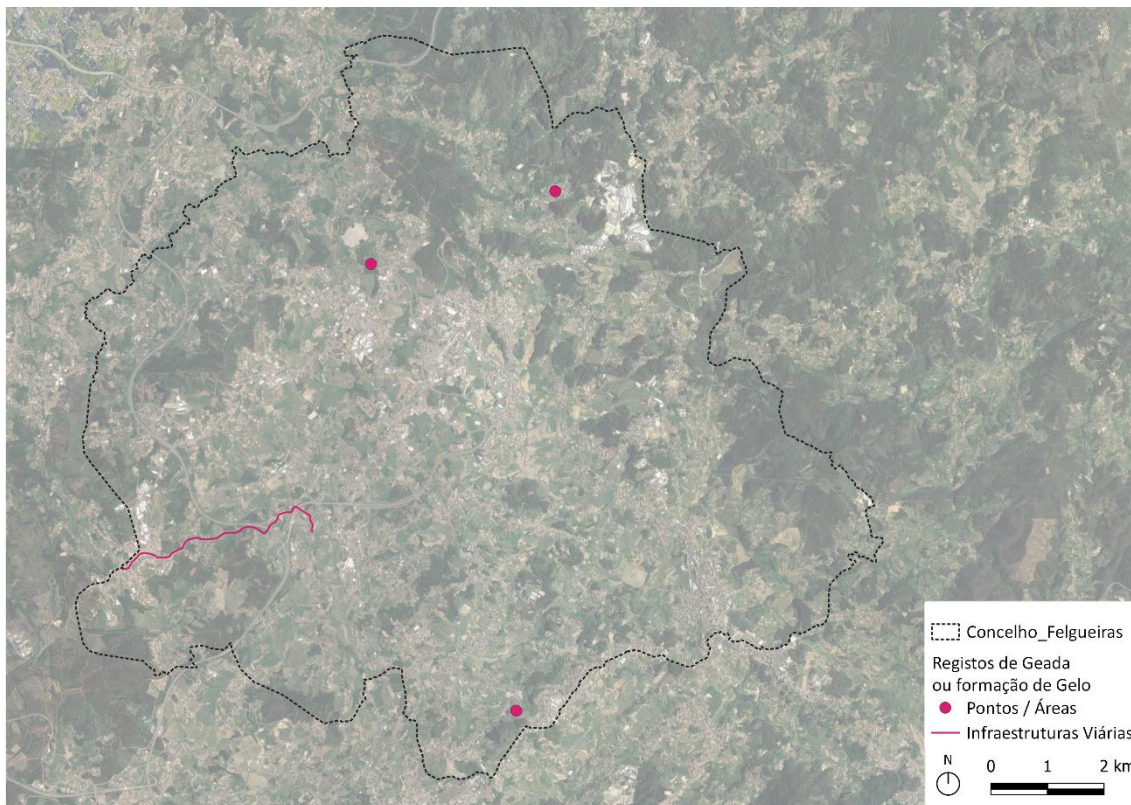 Concelho_Felgueiras
Registos de Geada
ou formação de Gelo
Pontos / Áreas
Infraestruturas Viárias
N
0 1 2 km